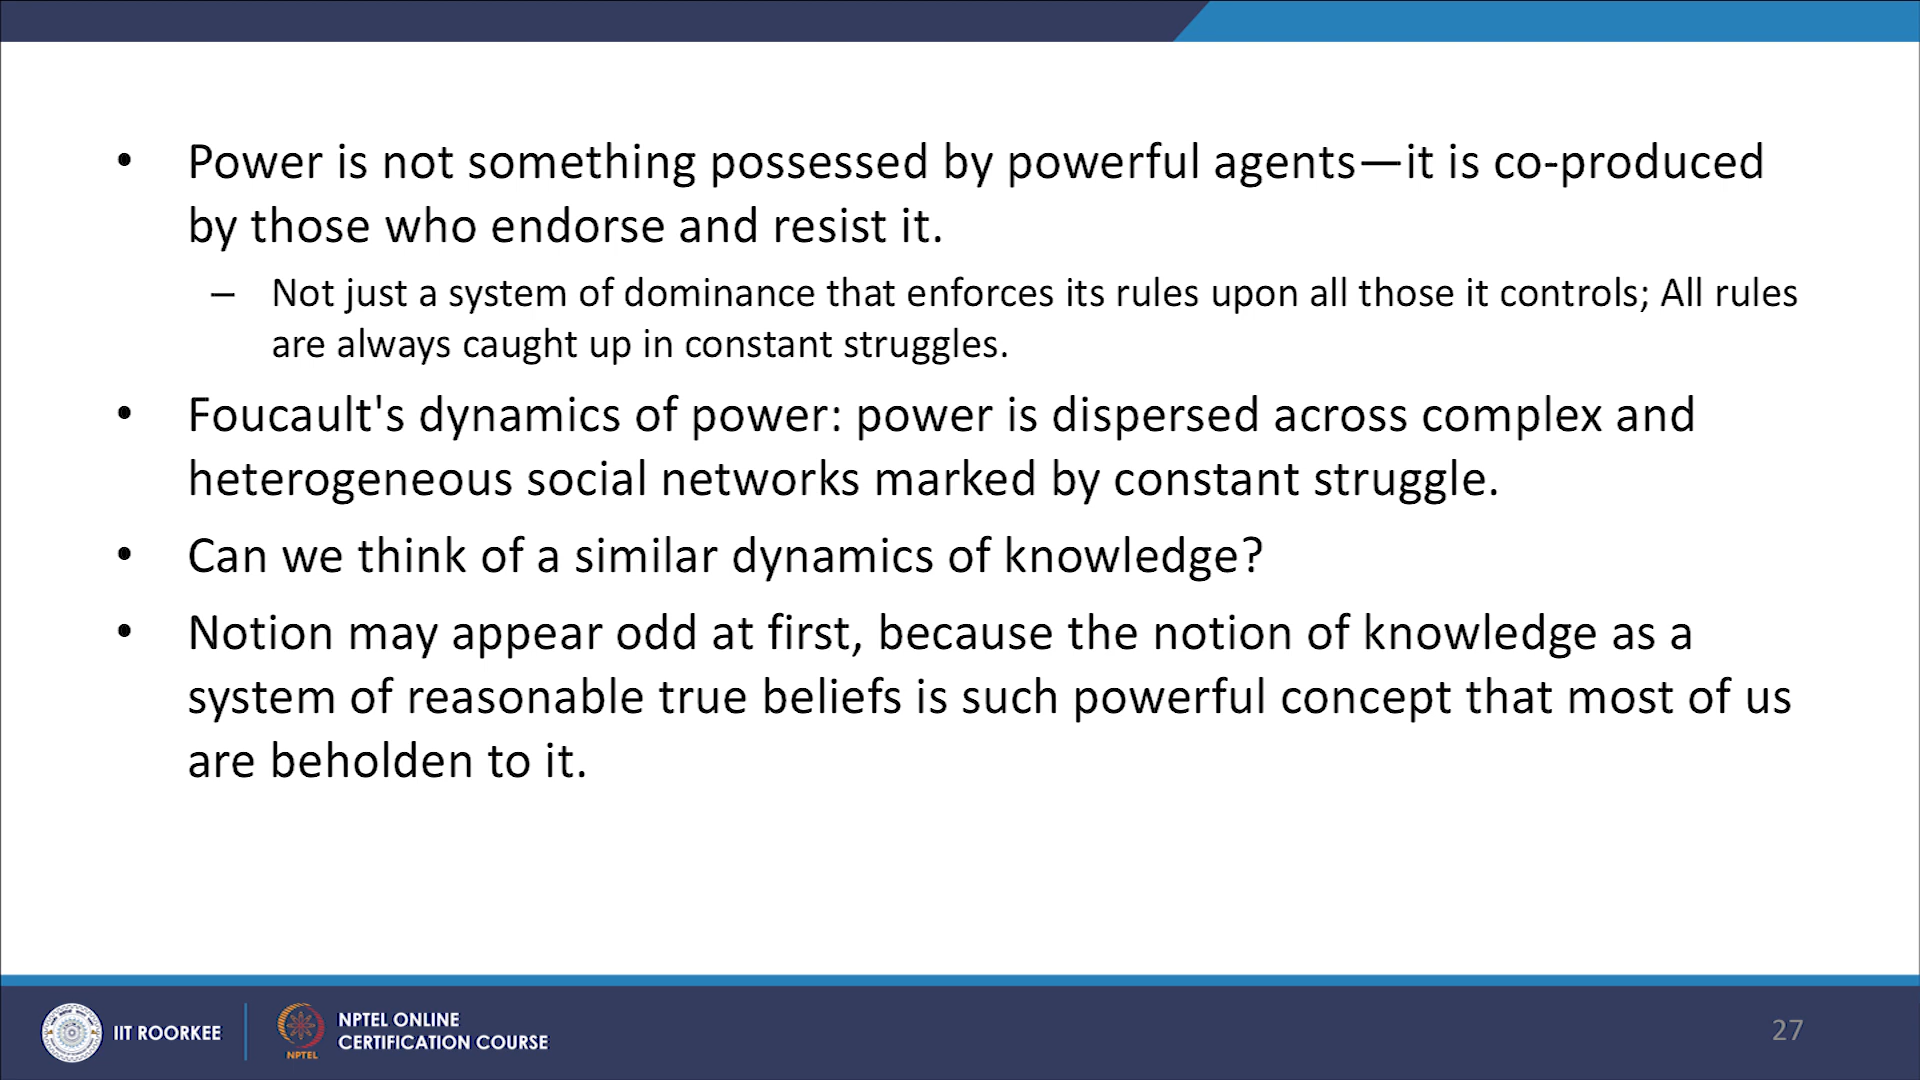 • Power is not something possessed by powerful agents—it is co-produced
by those who endorse and resist it.
– Not just a system of dominance that enforces its rules upon all those it controls; All rules
are always caught up in constant struggles.
• Foucault's dynamics of power: power is dispersed across complex and
heterogeneous social networks marked by constant struggle.
• Can we think of a similar dynamics of knowledge?
• Notion may appear odd at first, because the notion of knowledge as a
system of reasonable true beliefs is such powerful concept that most of us
are beholden to it.
IIT ROORKEE
NPTEL
NPTEL ONLINE
CERTIFICATION COURSE
27